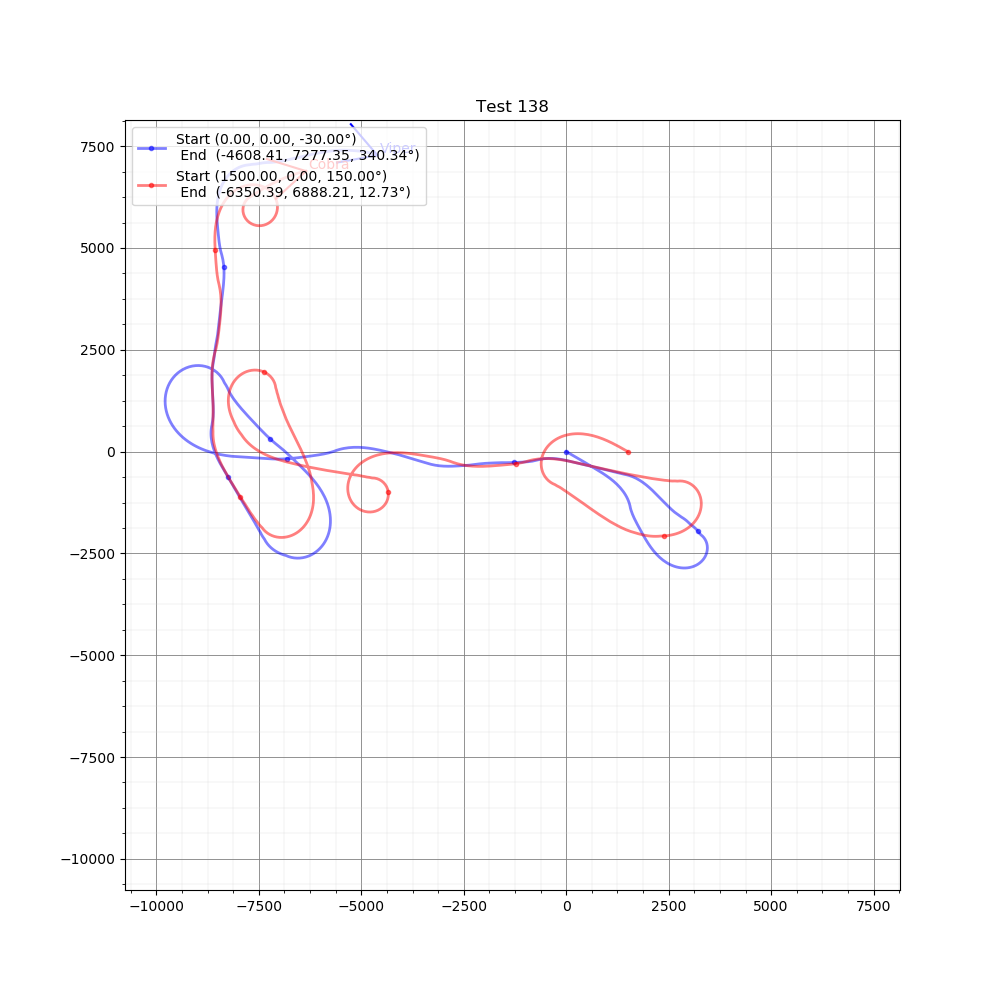 Test 138
Start (0.00, 0.00, -30.00°)
End (-4608.41, 7277.35, 340.34°)
Start (1500.00, 0.00, 150.00°)
End (-6350.39, 6888.21, 12.73°)
Viper
Cobra
7500
5000
2500
0
−2500
−5000
−7500
−10000
−10000 −7500 −5000 −2500 0 2500 5000 7500